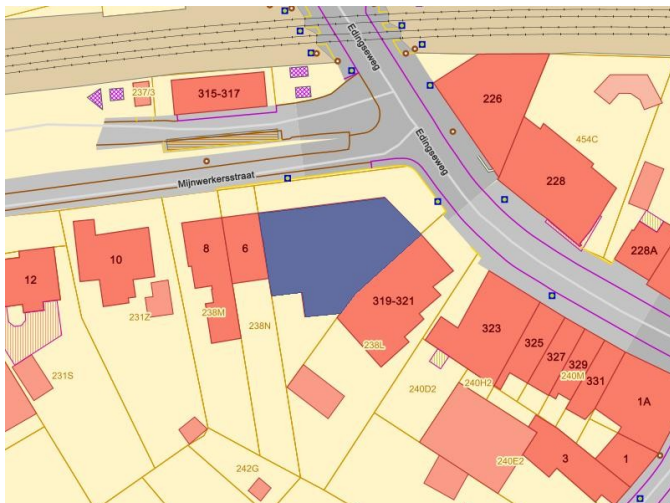 Edingseweg
226
237/3
315-317
454C
Edingseweg
228
Mijnwerkersstraat
228A
8
6
10
12
319-321
238M
231Z
238N
238L
323
325
327
329
331
240M
231S
240D2
240H2
1A
240E2
3
1
242G